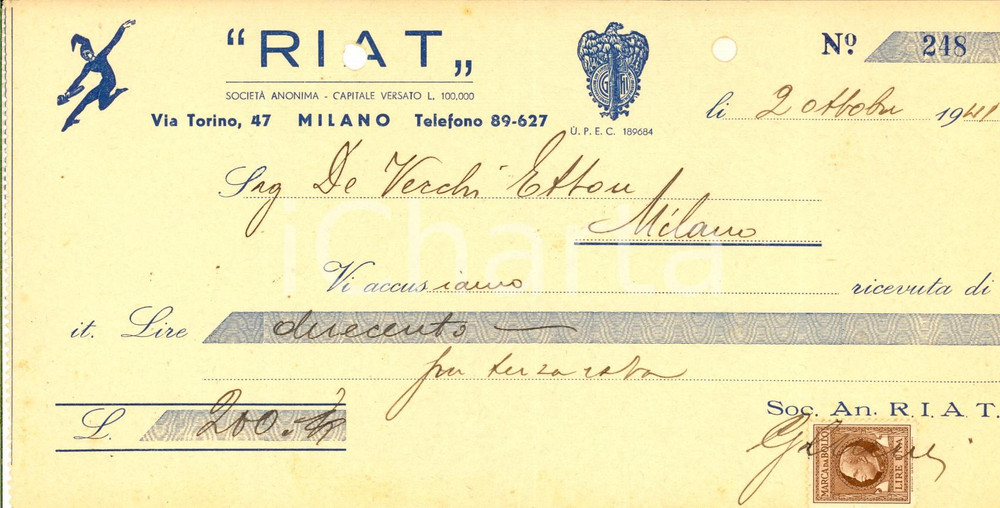 "RIAT„
SOCIETÀ ANONIMA - CAPITALE VERSATO L. 100.000
Via Torino, 47 MILANO Telefono 89-627
Ù. P. E. C. 189684
Nº 248
li 2 ottobre 1941
Sig De Vecchi Ettore
Milano
iCharta
Vi accusiamo ricevuta di
it. Lire duecento
per terza rata
L. 200.
Soc. An. R. I. A. T.
MARCA DA BOLLO
LIRE UNA